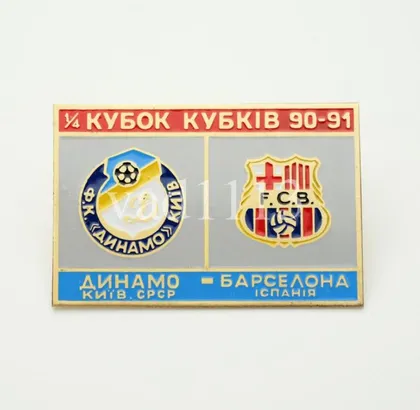 ¼ КУБОК КУБКІВ 90-91
Ф.К. «ДИНАМО» КИЇВ
F.C.B.
ДИНАМО - БАРСЕЛОНА
КИЇВ. СРСР ІСПАНІЯ